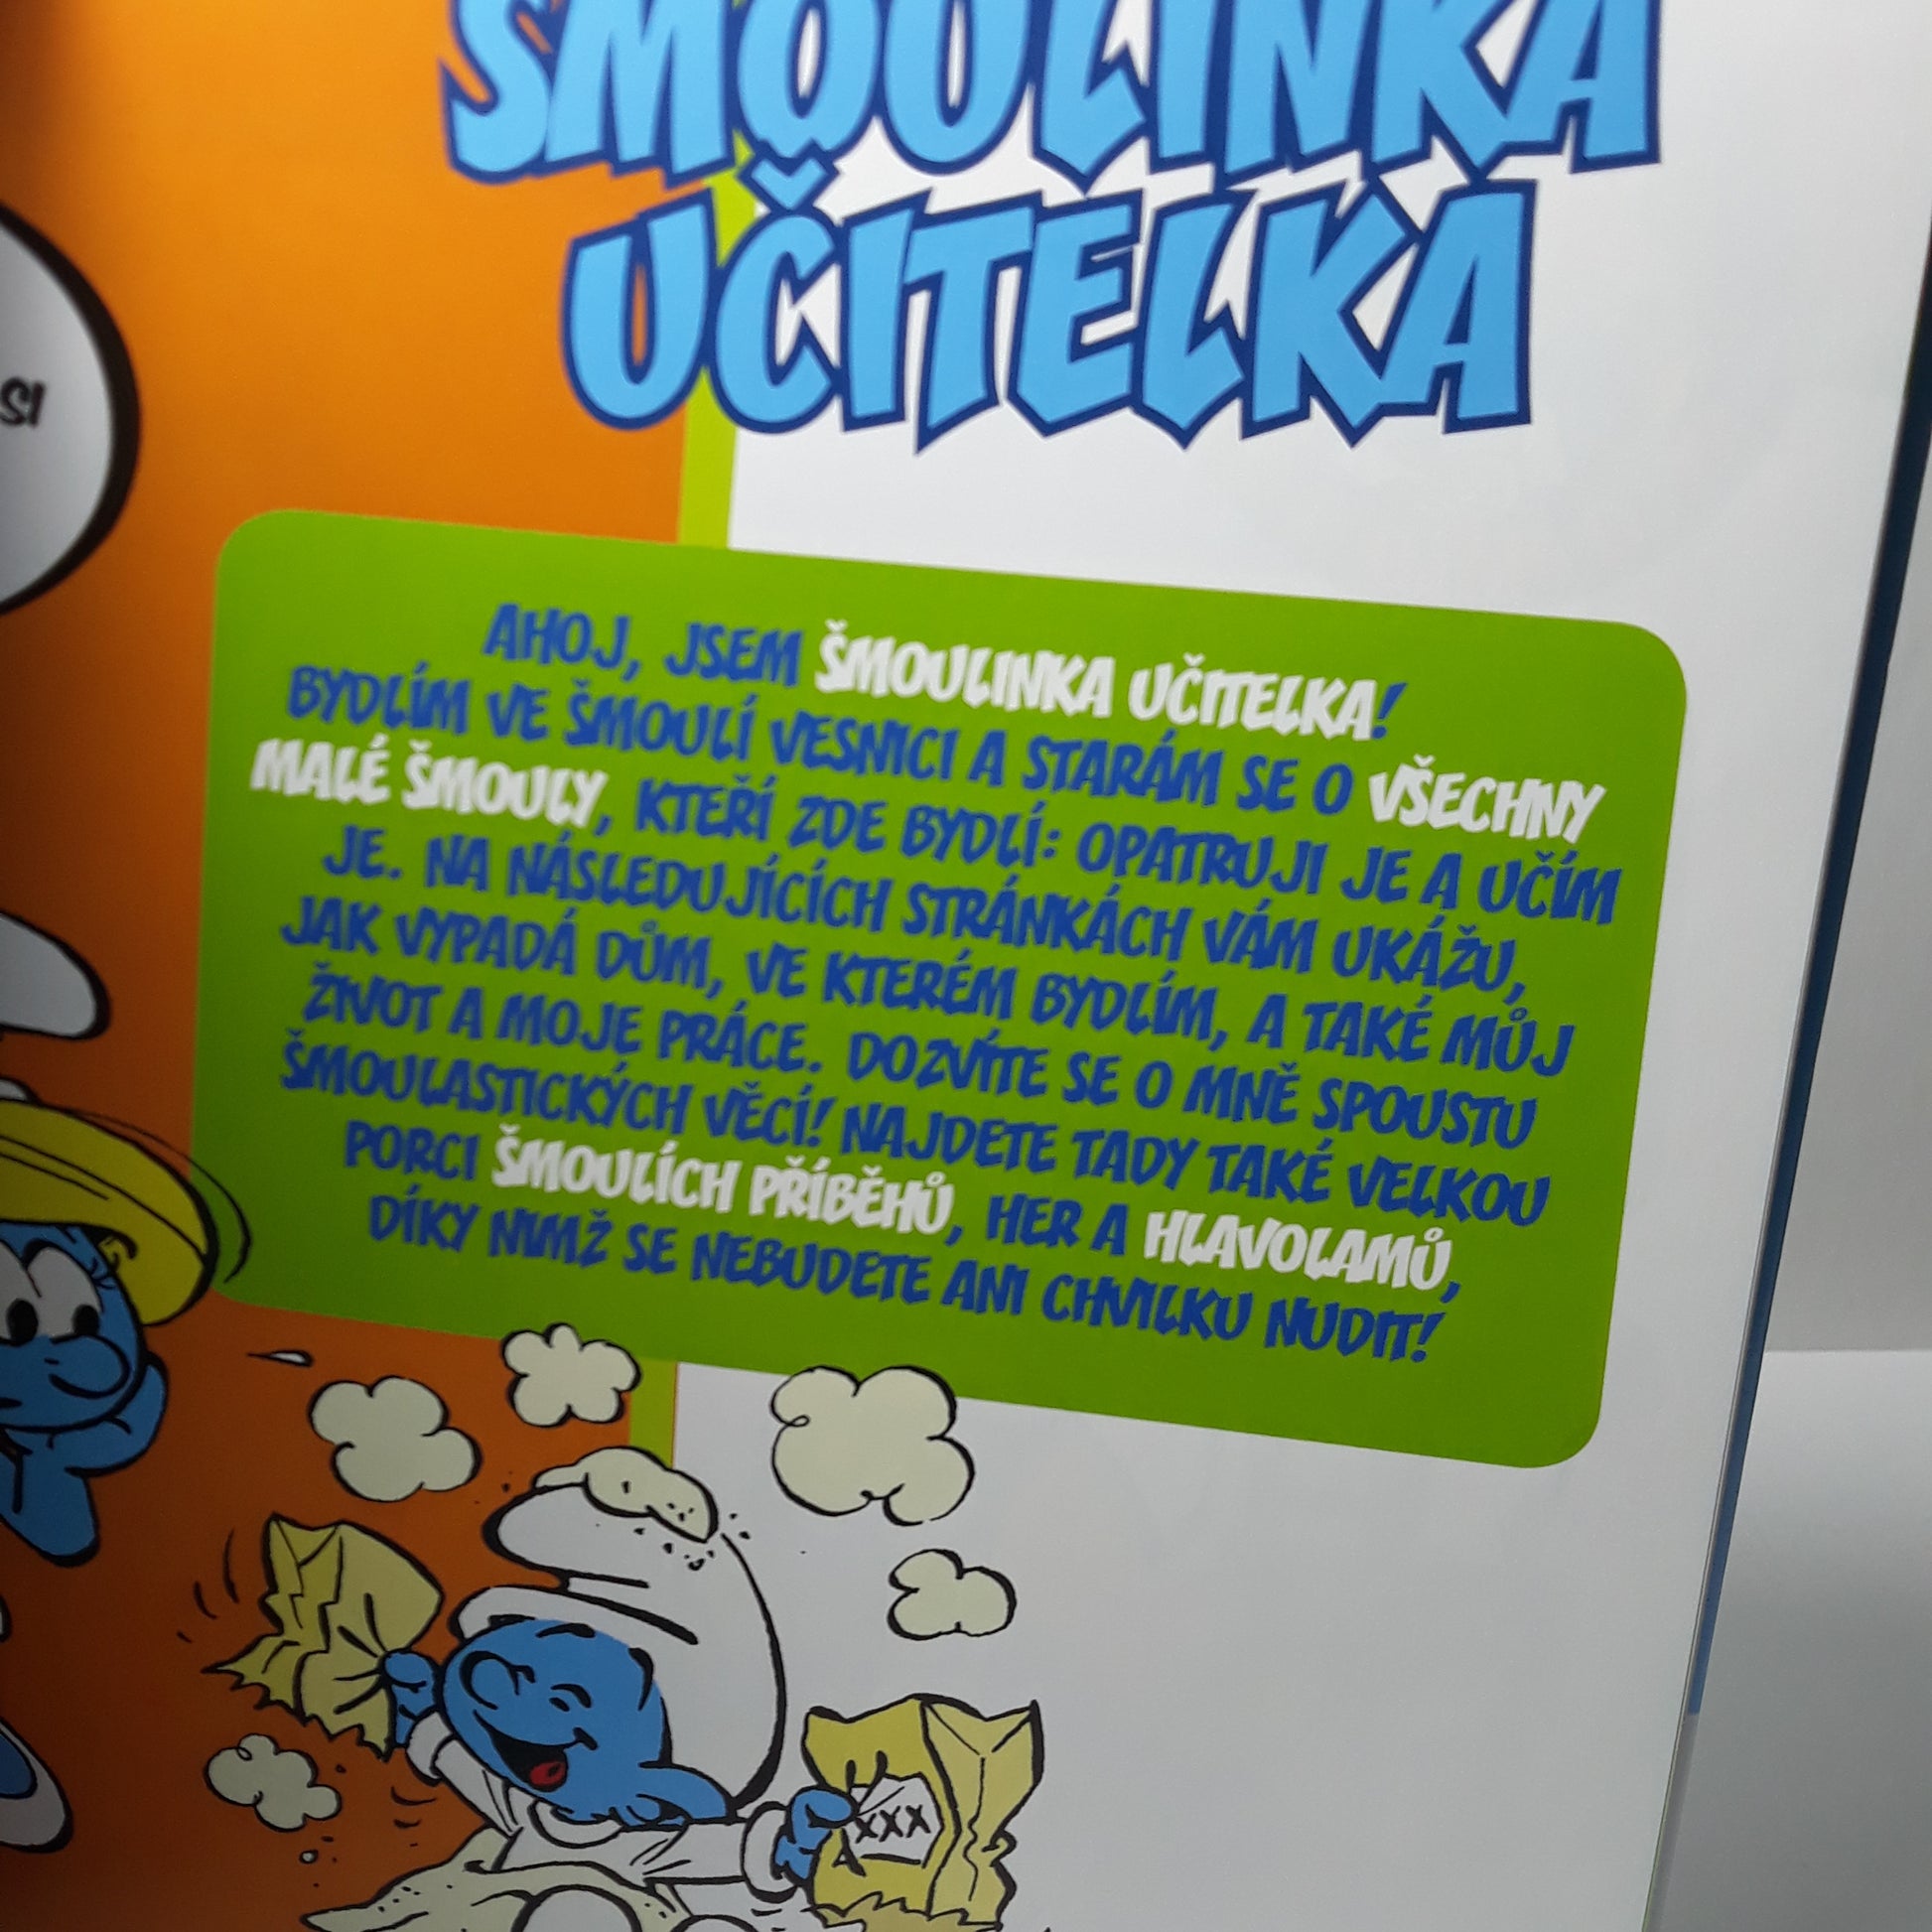 ŠMOULINKA
UČITELKA
SI
AHOJ, JSEM ŠMOULINKA UČITELKA!
BYDLÍM VE ŠMOULÍ VESNICI A STARÁM SE O VŠECHNY
MALÉ ŠMOULY, KTEŘÍ ZDE BYDLÍ: OPATRUJI JE A UČÍM
JE. NA NÁSLEDUJÍCÍCH STRÁNKÁCH VÁM UKÁŽU,
JAK VYPADÁ DŮM, VE KTERÉM BYDLÍM, A TAKÉ MŮJ
ŽIVOT A MOJE PRÁCE. DOZVÍTE SE O MNĚ SPOUSTU
ŠMOULASTICKÝCH VĚCÍ! NAJDETE TADY TAKÉ VELKOU
PORCI ŠMOULÍCH PŘÍBĚHŮ, HER A HLAVOLAMŮ,
DÍKY NIMŽ SE NEBUDETE ANI CHVILKU NUDIT!
XXX